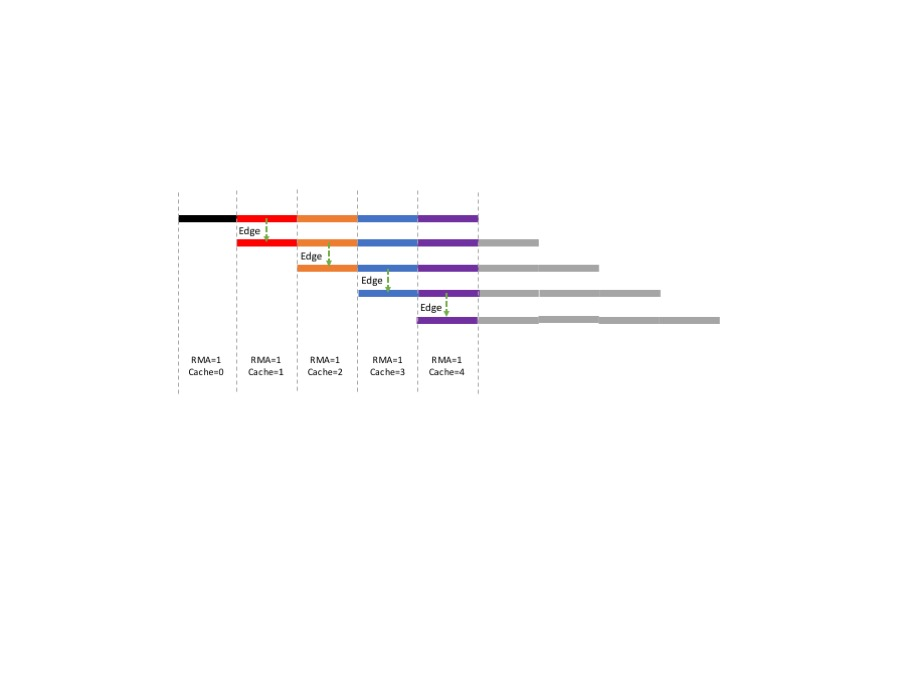 Edge
Edge
Edge
Edge
RMA=1 RMA=1 RMA=1 RMA=1 RMA=1
Cache=0 Cache=1 Cache=2 Cache=3 Cache=4